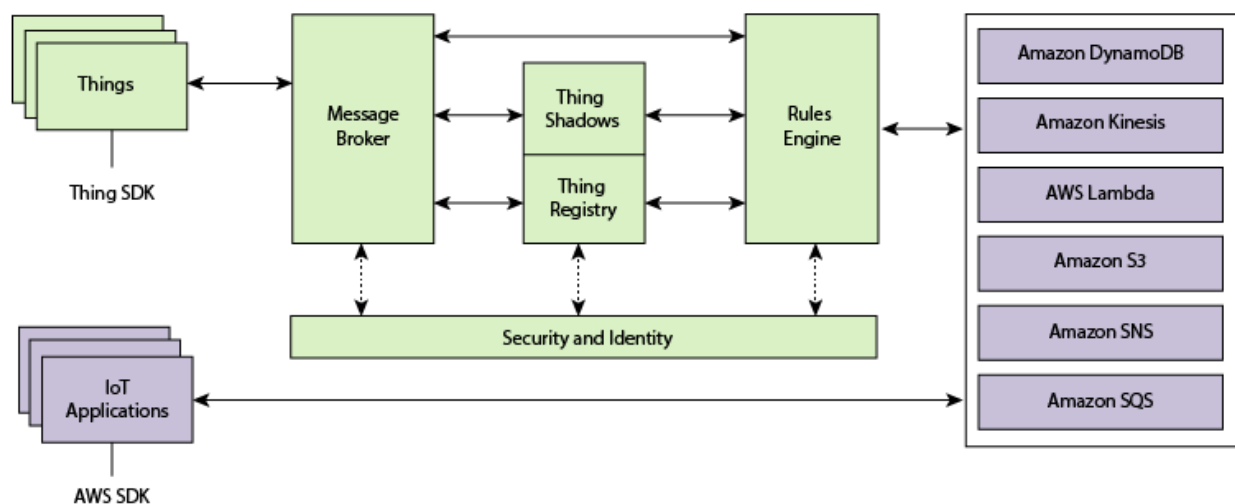 Things
Thing SDK
Message
Broker
Thing
Shadows
Thing
Registry
Rules
Engine
Security and Identity
IoT
Applications
AWS SDK
Amazon DynamoDB
Amazon Kinesis
AWS Lambda
Amazon S3
Amazon SNS
Amazon SQS